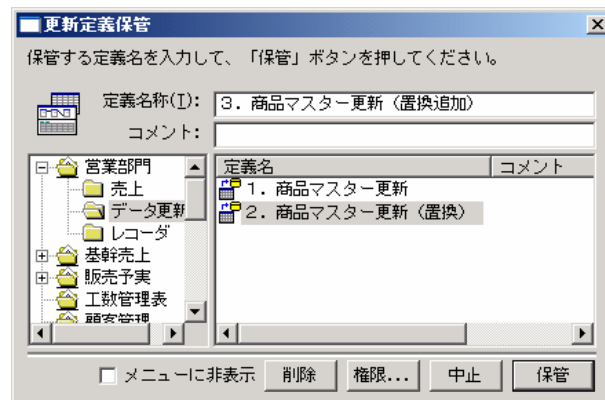 更新定義保管
保管する定義名を入力して、「保管」ボタンを押してください。
定義名称(I): 3．商品マスター更新（置換追加）
コメント:
営業部門
売上
データ更新
レコーダ
基幹売上
販売予実
工数管理表
顧客管理
定義名 コメント
1．商品マスター更新
2．商品マスター更新（置換）
メニューに非表示 削除 権限... 中止 保管